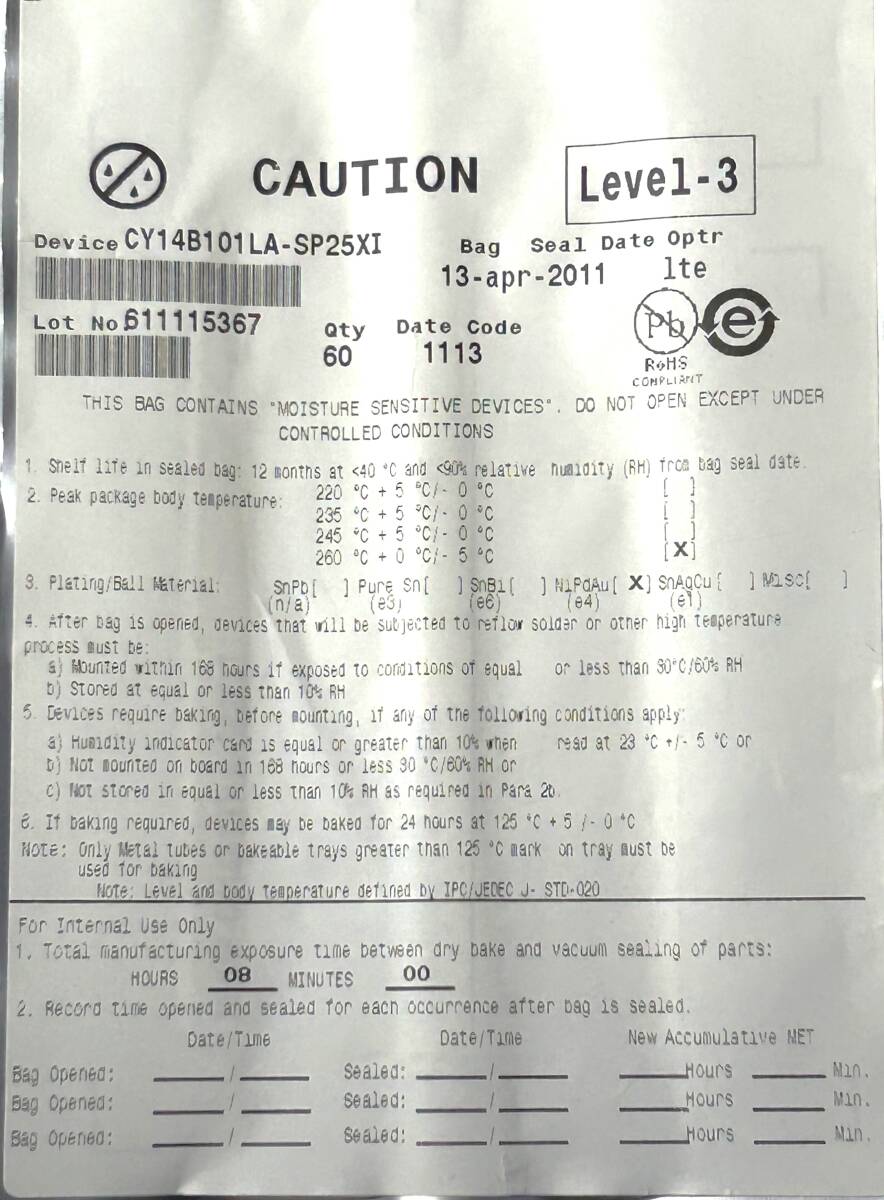 CAUTION
Level-3
Device CY14B101LA-SP25XI
Bag Seal Date Optr
13-apr-2011 lte
Lot No 611115367
Qty Date Code
60 1113
Pb
e
RoHS
COMPLIANT
THIS BAG CONTAINS "MOISTURE SENSITIVE DEVICES". DO NOT OPEN EXCEPT UNDER
CONTROLLED CONDITIONS
1. Shelf life in sealed bag: 12 months at <40 °C and <90% relative humidity (RH) from bag seal date.
2. Peak package body temperature: 220 °C + 5 °C/- 0 °C [ ]
235 °C + 5 °C/- 0 °C [ ]
245 °C + 5 °C/- 0 °C [ ]
260 °C + 0 °C/- 5 °C [X]
3. Plating/Ball Material: SnPb[ ] Pure Sn[ ] SnBi[ ] NiPdAu[ X] SnAgCu[ ] Misc[ ]
(n/a) (e3) (e6) (e4) (e1)
4. After bag is opened, devices that will be subjected to reflow solder or other high temperature
process must be:
a) Mounted within 168 hours if exposed to conditions of equal or less than 30°C/60% RH
b) Stored at equal or less than 10% RH
5. Devices require baking, before mounting, if any of the following conditions apply:
a) Humidity indicator card is equal or greater than 10% when read at 23 °C +/- 5 °C or
b) Not mounted on board in 168 hours or less 30 °C/60% RH or
c) Not stored in equal or less than 10% RH as required in Para 2b.
6. If baking required, devices may be baked for 24 hours at 125 °C + 5 /- 0 °C
Note: Only Metal tubes or bakeable trays greater than 125 °C mark on tray must be
used for baking
Note: Level and body temperature defined by IPC/JEDEC J- STD-020
For Internal Use Only
1. Total manufacturing exposure time between dry bake and vacuum sealing of parts:
HOURS 08 MINUTES 00
2. Record time opened and sealed for each occurrence after bag is sealed.
Date/Time Date/Time New Accumulative MET
Bag Opened: / Sealed: / Hours Min.
Bag Opened: / Sealed: / Hours Min.
Bag Opened: / Sealed: / Hours Min.